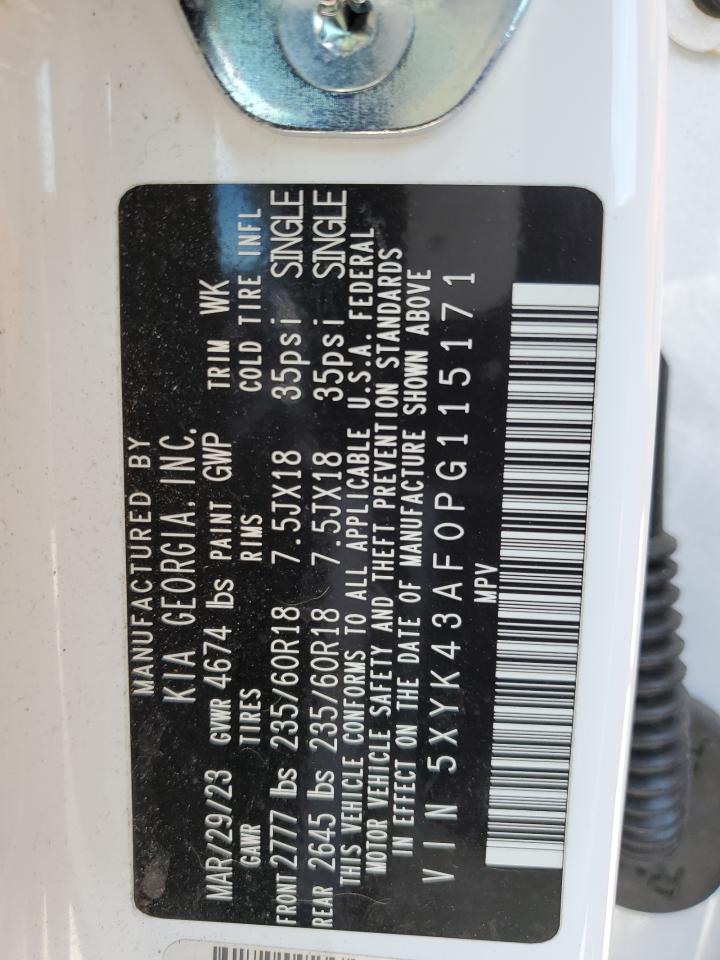 MANUFACTURED BY
KIA GEORGIA, INC.
MAR/29/23 GVWR 4674 lbs PAINT GWP TRIM WK
GAWR TIRES RIMS COLD TIRE INFL
FRONT 2777 lbs 235/60R18 7.5JX18 35psi SINGLE
REAR 2645 lbs 235/60R18 7.5JX18 35psi SINGLE
THIS VEHICLE CONFORMS TO ALL APPLICABLE U.S.A. FEDERAL
MOTOR VEHICLE SAFETY AND THEFT PREVENTION STANDARDS
IN EFFECT ON THE DATE OF MANUFACTURE SHOWN ABOVE
VIN 5XYK43AF0PG115171
MPV